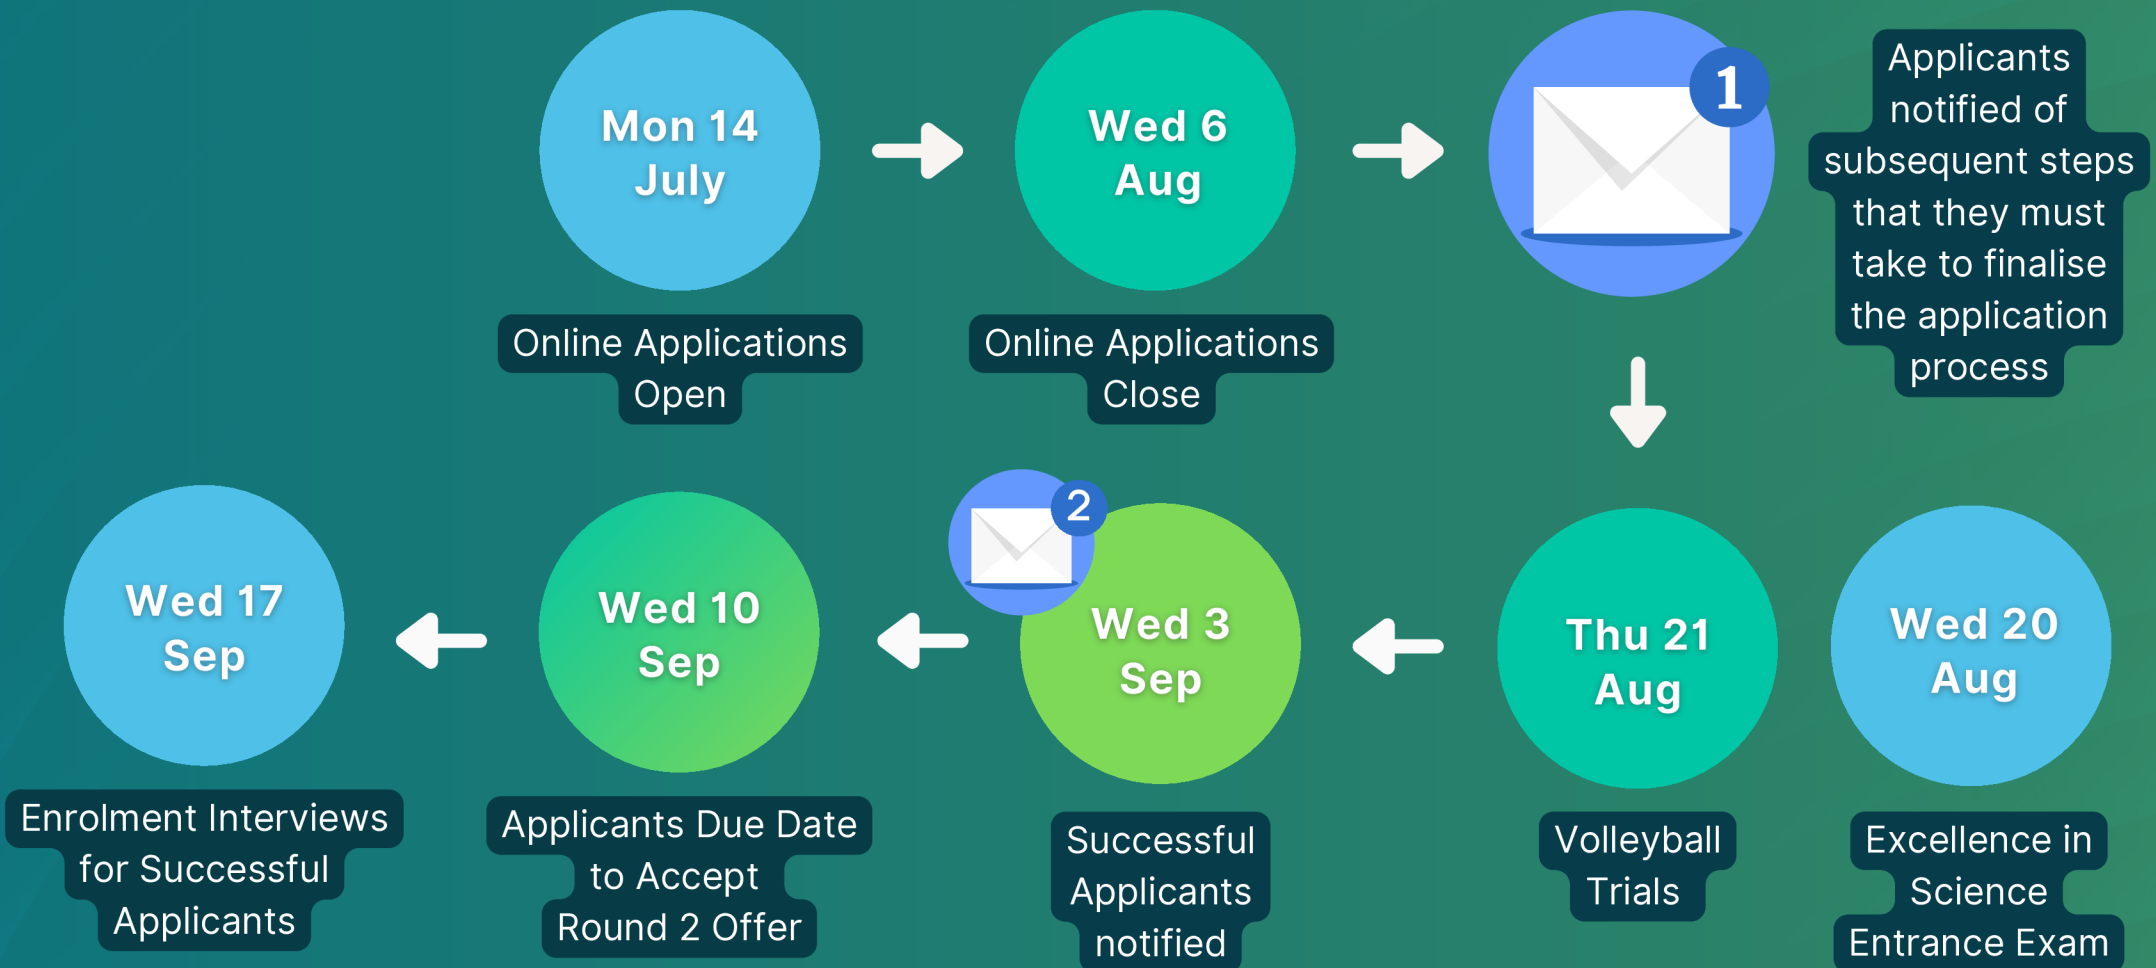 Mon 14
July
Online Applications
Open
Wed 6
Aug
Online Applications
Close
1
Applicants
notified of
subsequent steps
that they must
take to finalise
the application
process
Wed 20
Aug
Excellence in
Science
Entrance Exam
Thu 21
Aug
Volleyball
Trials
2
Wed 3
Sep
Successful
Applicants
notified
Wed 10
Sep
Applicants Due Date
to Accept
Round 2 Offer
Wed 17
Sep
Enrolment Interviews
for Successful
Applicants